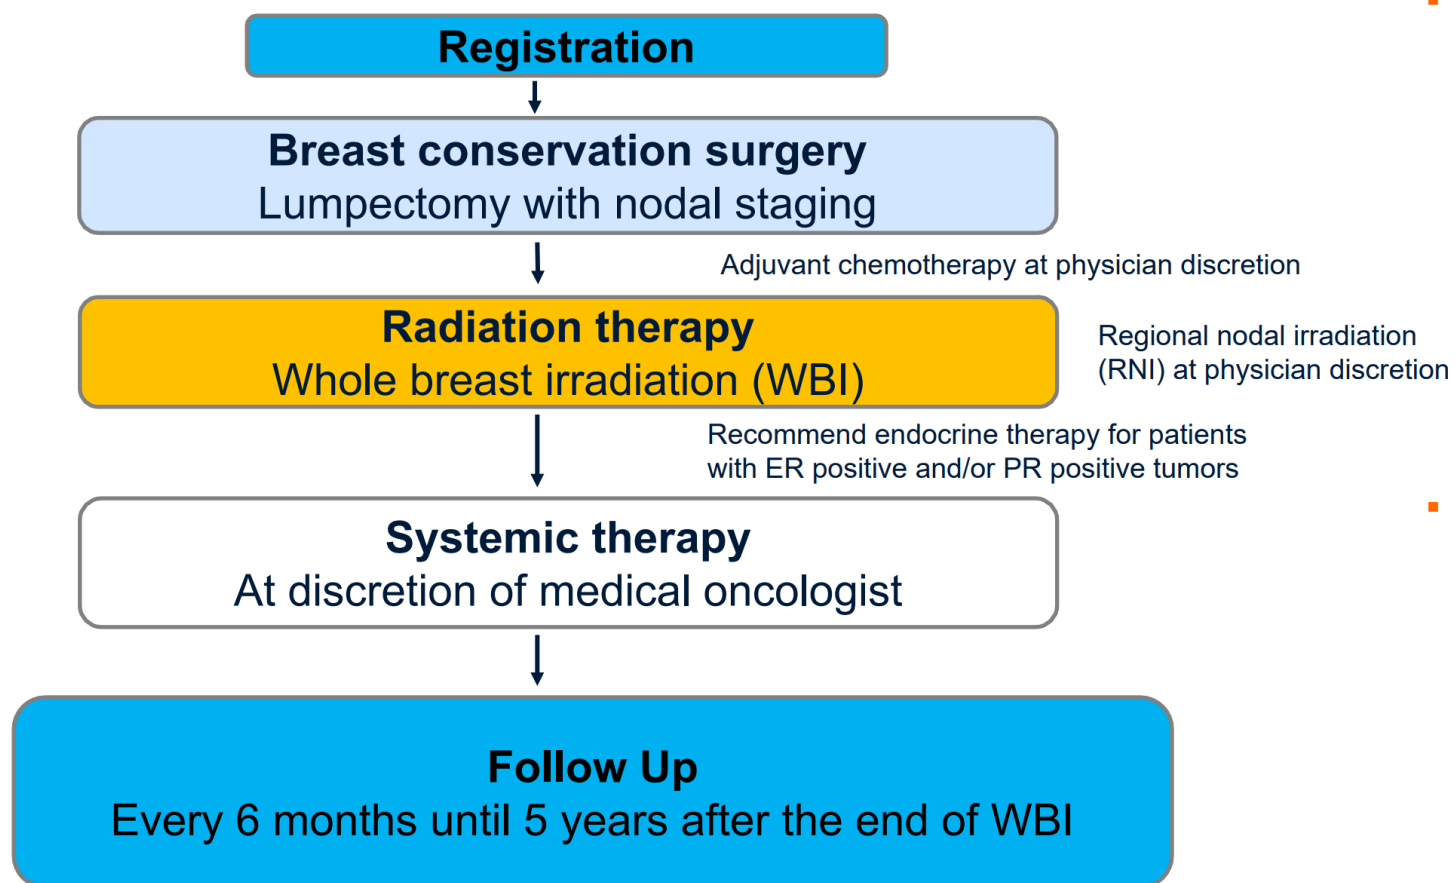 Registration
Breast conservation surgery
Lumpectomy with nodal staging
Adjuvant chemotherapy at physician discretion
Radiation therapy
Whole breast irradiation (WBI)
Regional nodal irradiation
(RNI) at physician discretion
Recommend endocrine therapy for patients
with ER positive and/or PR positive tumors
Systemic therapy
At discretion of medical oncologist
Follow Up
Every 6 months until 5 years after the end of WBI